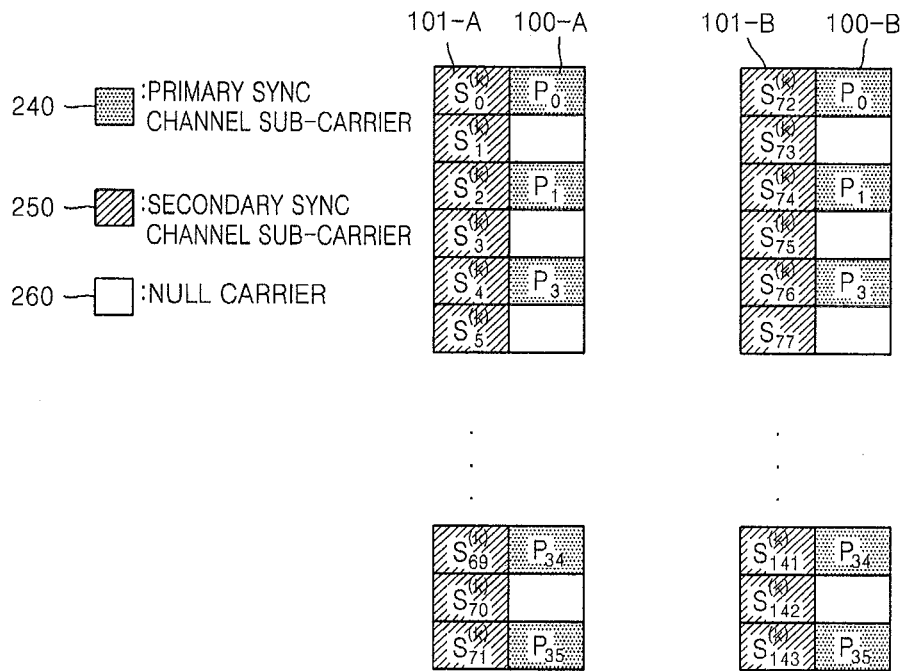 101-A 100-A 101-B 100-B
240 :PRIMARY SYNC
CHANNEL SUB-CARRIER
250 :SECONDARY SYNC
CHANNEL SUB-CARRIER
260 :NULL CARRIER
S₀⁽ᵏ⁾ P₀ S₇₂⁽ᵏ⁾ P₀
S₁⁽ᵏ⁾ S₇₃⁽ᵏ⁾
S₂⁽ᵏ⁾ P₁ S₇₄⁽ᵏ⁾ P₁
S₃⁽ᵏ⁾ S₇₅⁽ᵏ⁾
S₄⁽ᵏ⁾ P₃ S₇₆⁽ᵏ⁾ P₃
S₅⁽ᵏ⁾ S₇₇
S₆₉⁽ᵏ⁾ P₃₄ S₁₄₁⁽ᵏ⁾ P₃₄
S₇₀⁽ᵏ⁾ S₁₄₂⁽ᵏ⁾
S₇₁⁽ᵏ⁾ P₃₅ S₁₄₃⁽ᵏ⁾ P₃₅